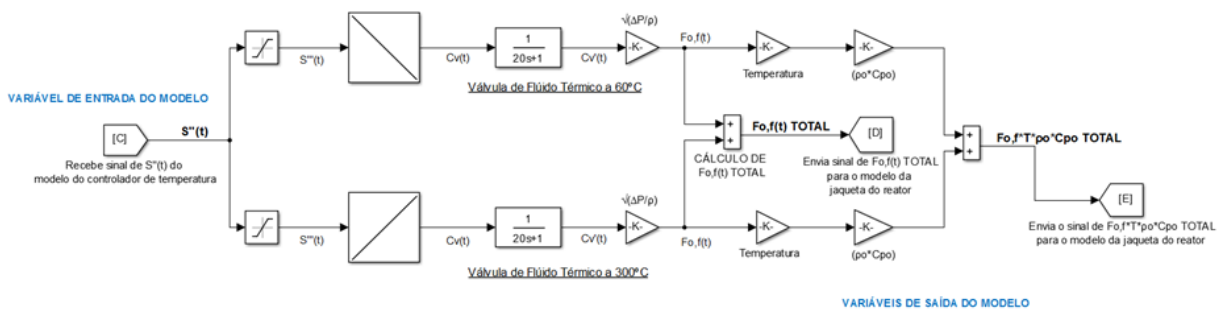 √(ΔP/ρ)
Fo,f(t)
-K-
-K-
-K-
S'''(t)
Cv(t)
1
20s+1
Cv'(t)
Temperatura
(ρo*Cpo)
Válvula de Flúido Térmico a 60ºC
VARIÁVEL DE ENTRADA DO MODELO
[C]
S''(t)
Recebe sinal de S''(t) do
modelo do controlador de temperatura
+
+
Fo,f(t) TOTAL
CÁLCULO DE
Fo,f(t) TOTAL
[D]
Envia sinal de Fo,f(t) TOTAL
para o modelo da
jaqueta do reator
+
+
Fo,f*T*ρo*Cpo TOTAL
[E]
Envia o sinal de Fo,f*T*ρo*Cpo TOTAL
para o modelo da jaqueta do reator
√(ΔP/ρ)
-K-
-K-
-K-
S'''(t)
Cv(t)
1
20s+1
Cv'(t)
Fo,f(t)
Temperatura
(ρo*Cpo)
Válvula de Flúido Térmico a 300ºC
VARIÁVEIS DE SAÍDA DO MODELO